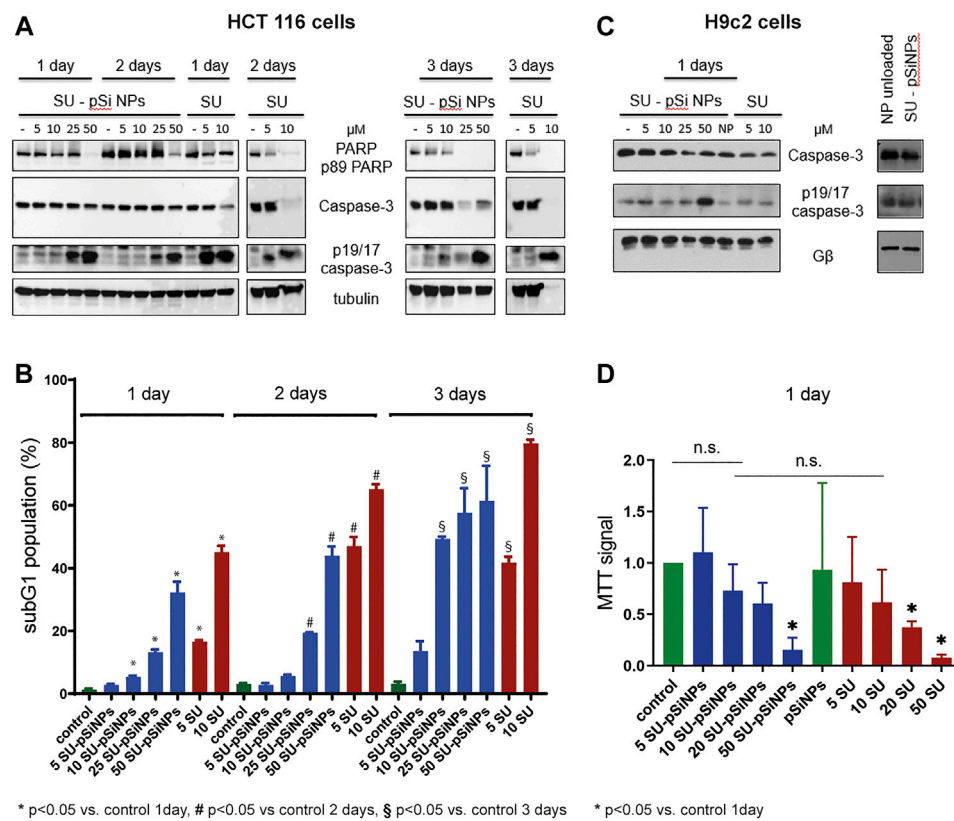 A
HCT 116 cells
1 day 2 days 1 day 2 days 3 days 3 days
SU - pSi NPs SU SU SU - pSi NPs SU
- 5 10 25 50 - 5 10 25 50 - 5 10 - 5 10 μM - 5 10 25 50 - 5 10
PARP
p89 PARP
Caspase-3
p19/17
caspase-3
tubulin
C
H9c2 cells
1 days
SU - pSi NPs SU
- 5 10 25 50 NP 5 10 μM
NP unloaded
SU - pSiNPs
Caspase-3
p19/17
caspase-3
Gβ
B
1 day 2 days 3 days
subG1 population (%)
100
80
60
40
20
0
* * * * * # # # # § § § § §
control
5 SU-pSiNPs
10 SU-pSiNPs
25 SU-pSiNPs
50 SU-pSiNPs
5 SU
10 SU
control
5 SU-pSiNPs
10 SU-pSiNPs
25 SU-pSiNPs
50 SU-pSiNPs
5 SU
10 SU
control
5 SU-pSiNPs
10 SU-pSiNPs
25 SU-pSiNPs
50 SU-pSiNPs
5 SU
10 SU
D
1 day
n.s.
n.s.
MTT signal
2.0
1.5
1.0
0.5
0.0
* * *
control
5 SU-pSiNPs
10 SU-pSiNPs
20 SU-pSiNPs
50 SU-pSiNPs
pSiNPs
5 SU
10 SU
20 SU
50 SU
* p<0.05 vs. control 1day, # p<0.05 vs control 2 days, § p<0.05 vs. control 3 days * p<0.05 vs. control 1day